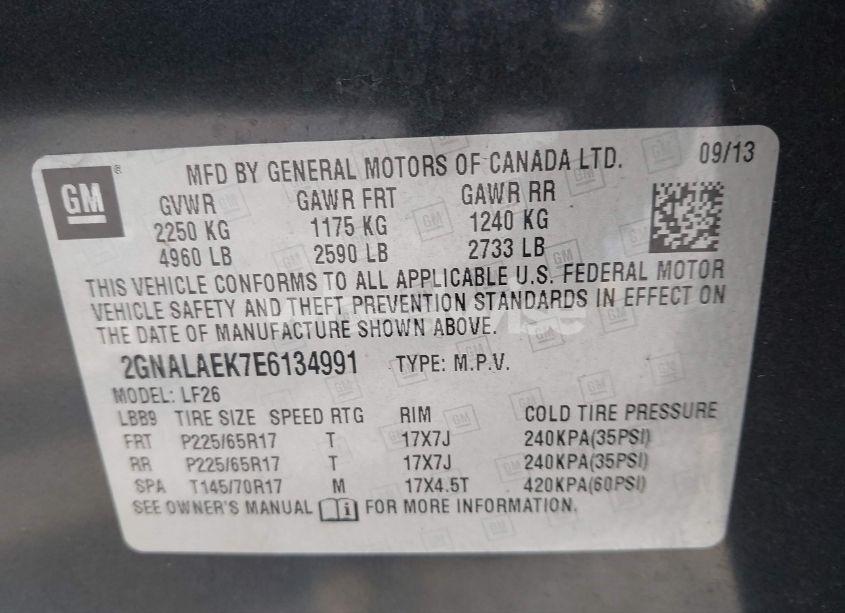 GM
MFD BY GENERAL MOTORS OF CANADA LTD. 09/13
GVWR GAWR FRT GAWR RR
2250 KG 1175 KG 1240 KG
4960 LB 2590 LB 2733 LB
THIS VEHICLE CONFORMS TO ALL APPLICABLE U.S. FEDERAL MOTOR
VEHICLE SAFETY AND THEFT PREVENTION STANDARDS IN EFFECT ON
THE DATE OF MANUFACTURE SHOWN ABOVE.
2GNALAEK7E6134991 TYPE: M.P.V.
MODEL: LF26
LBB9 TIRE SIZE SPEED RTG RIM COLD TIRE PRESSURE
FRT P225/65R17 T 17X7J 240KPA(35PSI)
RR P225/65R17 T 17X7J 240KPA(35PSI)
SPA T145/70R17 M 17X4.5T 420KPA(60PSI)
SEE OWNER'S MANUAL i FOR MORE INFORMATION.